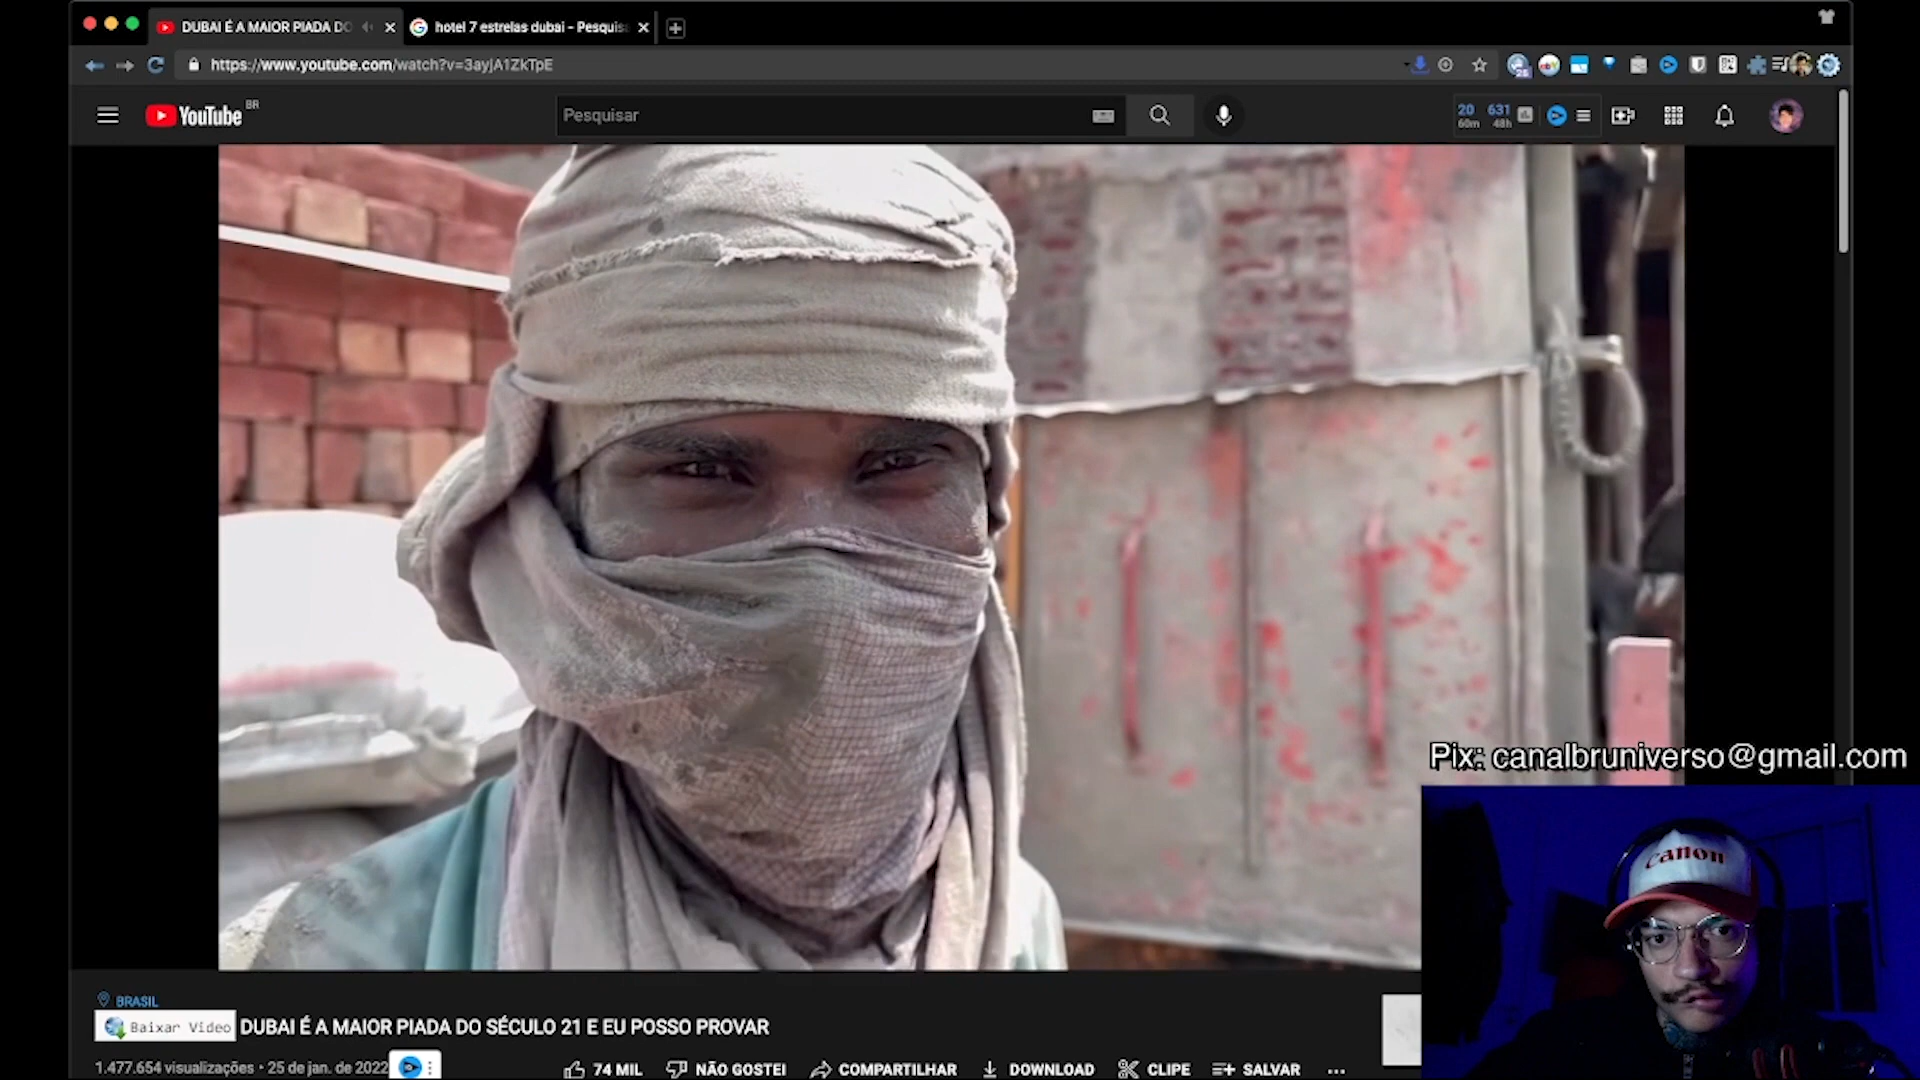 DUBAI É A MAIOR PIADA DO
hotel 7 estrelas dubai - Pesquis
https://www.youtube.com/watch?v=3ayjA1ZkTpE
YouTube BR
Pesquisar
20 631
60m 48h
Pix: canalbruniverso@gmail.com
Canon
BRASIL
Baixar Video DUBAI É A MAIOR PIADA DO SÉCULO 21 E EU POSSO PROVAR
1.477.654 visualizações • 25 de jan. de 2022
74 MIL NÃO GOSTEI COMPARTILHAR DOWNLOAD CLIPE SALVAR ...